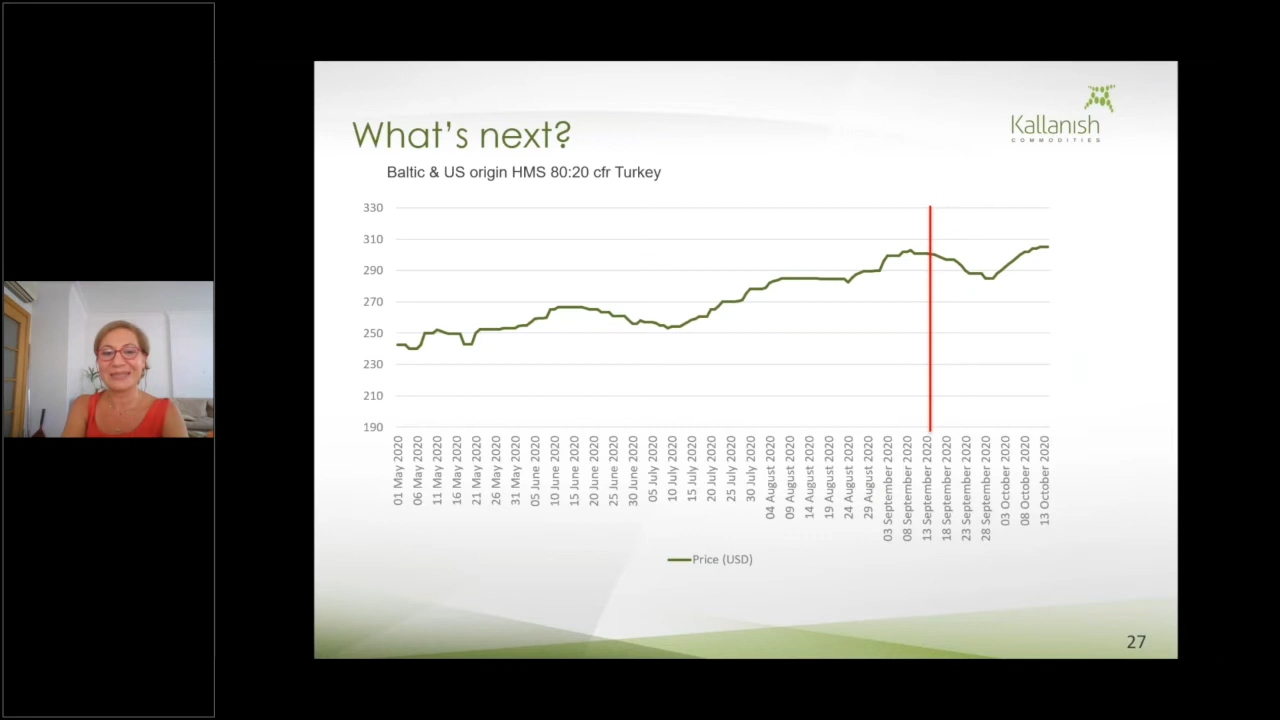 What's next?
Kallanish
COMMODITIES
Baltic & US origin HMS 80:20 cfr Turkey
330
310
290
270
250
230
210
190
01 May 2020
06 May 2020
11 May 2020
16 May 2020
21 May 2020
26 May 2020
31 May 2020
05 June 2020
10 June 2020
15 June 2020
20 June 2020
25 June 2020
30 June 2020
05 July 2020
10 July 2020
15 July 2020
20 July 2020
25 July 2020
30 July 2020
04 August 2020
09 August 2020
14 August 2020
19 August 2020
24 August 2020
29 August 2020
03 September 2020
08 September 2020
13 September 2020
18 September 2020
23 September 2020
28 September 2020
03 October 2020
08 October 2020
13 October 2020
Price (USD)
27